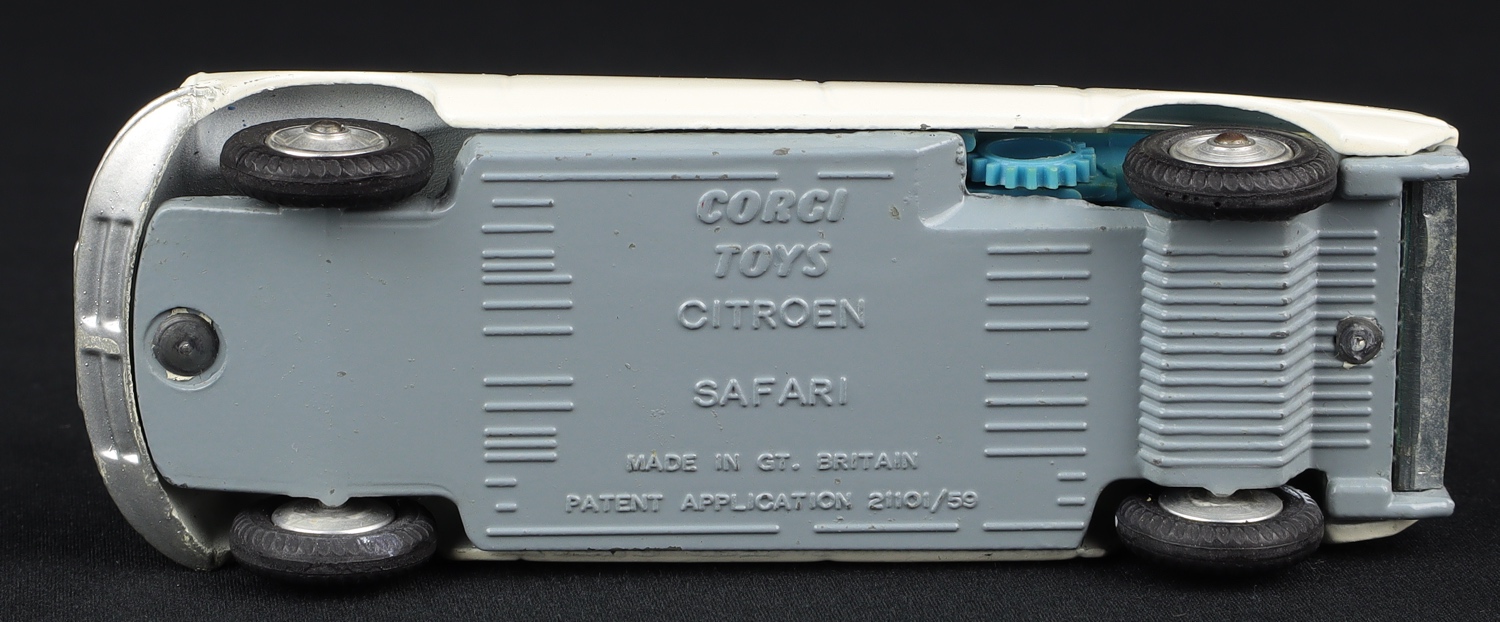 CORGI
TOYS
CITROEN
SAFARI
MADE IN GT. BRITAIN
PATENT APPLICATION 21101/59